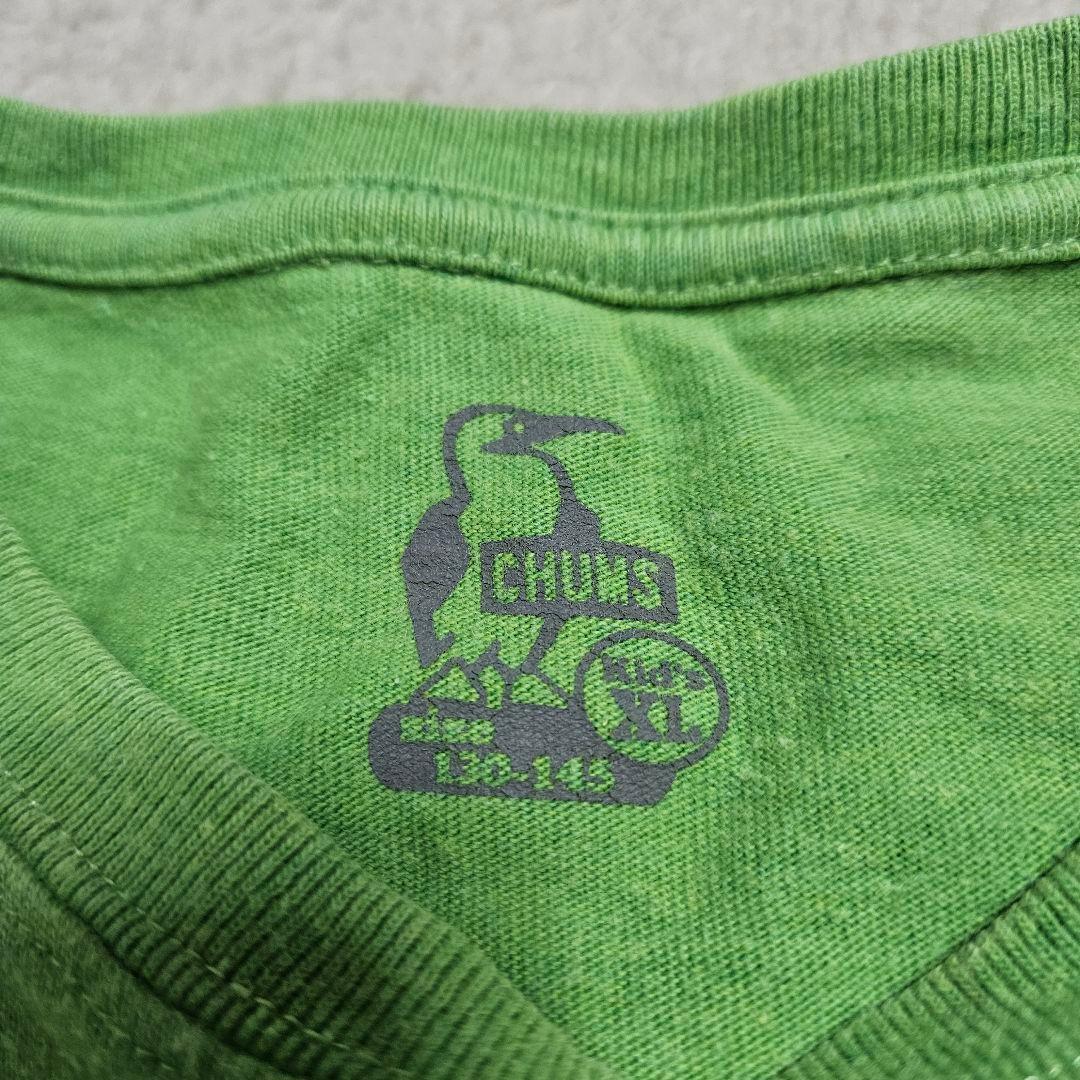 CHUMS
Kid's
XL
size
130-145